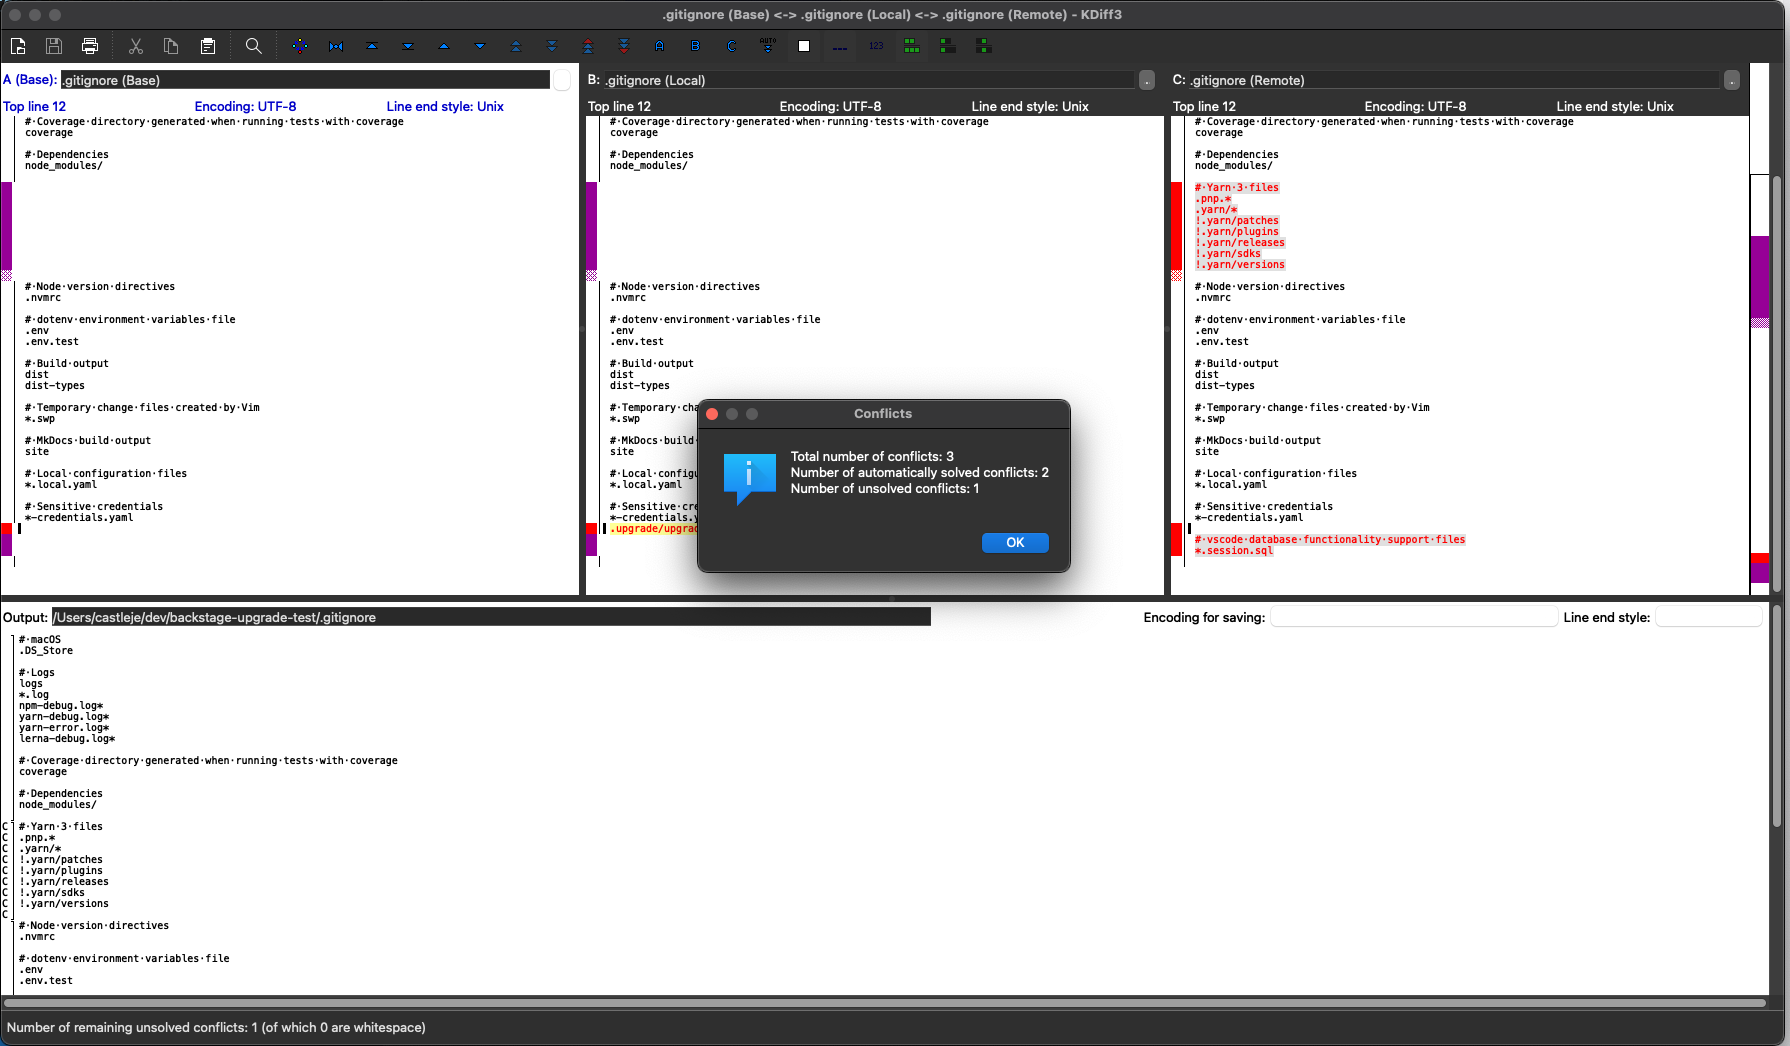 .gitignore (Base) <-> .gitignore (Local) <-> .gitignore (Remote) - KDiff3
A B C AUTO 123
A (Base): .gitignore (Base)
Top line 12 Encoding: UTF-8 Line end style: Unix
#·Coverage·directory·generated·when·running·tests·with·coverage
coverage
#·Dependencies
node_modules/
#·Node·version·directives
.nvmrc
#·dotenv·environment·variables·file
.env
.env.test
#·Build·output
dist
dist-types
#·Temporary·change·files·created·by·Vim
*.swp
#·MkDocs·build·output
site
#·Local·configuration·files
*.local.yaml
#·Sensitive·credentials
*-credentials.yaml
B: .gitignore (Local)
Top line 12 Encoding: UTF-8 Line end style: Unix
#·Coverage·directory·generated·when·running·tests·with·coverage
coverage
#·Dependencies
node_modules/
#·Node·version·directives
.nvmrc
#·dotenv·environment·variables·file
.env
.env.test
#·Build·output
dist
dist-types
#·Temporary·cha
*.swp
#·MkDocs·build
site
#·Local·configu
*.local.yaml
#·Sensitive·cre
*-credentials.y
.upgrade/upgrad
C: .gitignore (Remote)
Top line 12 Encoding: UTF-8 Line end style: Unix
#·Coverage·directory·generated·when·running·tests·with·coverage
coverage
#·Dependencies
node_modules/
#·Yarn·3·files
.pnp.*
.yarn/*
!.yarn/patches
!.yarn/plugins
!.yarn/releases
!.yarn/sdks
!.yarn/versions
#·Node·version·directives
.nvmrc
#·dotenv·environment·variables·file
.env
.env.test
#·Build·output
dist
dist-types
#·Temporary·change·files·created·by·Vim
*.swp
#·MkDocs·build·output
site
#·Local·configuration·files
*.local.yaml
#·Sensitive·credentials
*-credentials.yaml
#·vscode·database·functionality·support·files
*.session.sql
Conflicts
Total number of conflicts: 3
Number of automatically solved conflicts: 2
Number of unsolved conflicts: 1
OK
Output: /Users/castleje/dev/backstage-upgrade-test/.gitignore Encoding for saving: Line end style:
#·macOS
.DS_Store
#·Logs
logs
*.log
npm-debug.log*
yarn-debug.log*
yarn-error.log*
lerna-debug.log*
#·Coverage·directory·generated·when·running·tests·with·coverage
coverage
#·Dependencies
node_modules/
C #·Yarn·3·files
C .pnp.*
C .yarn/*
C !.yarn/patches
C !.yarn/plugins
C !.yarn/releases
C !.yarn/sdks
C !.yarn/versions
C
#·Node·version·directives
.nvmrc
#·dotenv·environment·variables·file
.env
.env.test
Number of remaining unsolved conflicts: 1 (of which 0 are whitespace)